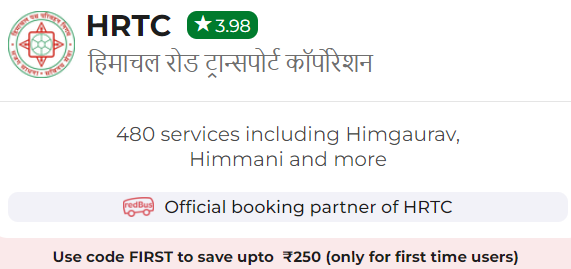 HRTC ★ 3.98
हिमाचल रोड ट्रान्सपोर्ट कॉर्पोरेशन
480 services including Himgaurav,
Himmani and more
redBus Official booking partner of HRTC
Use code FIRST to save upto ₹250 (only for first time users)